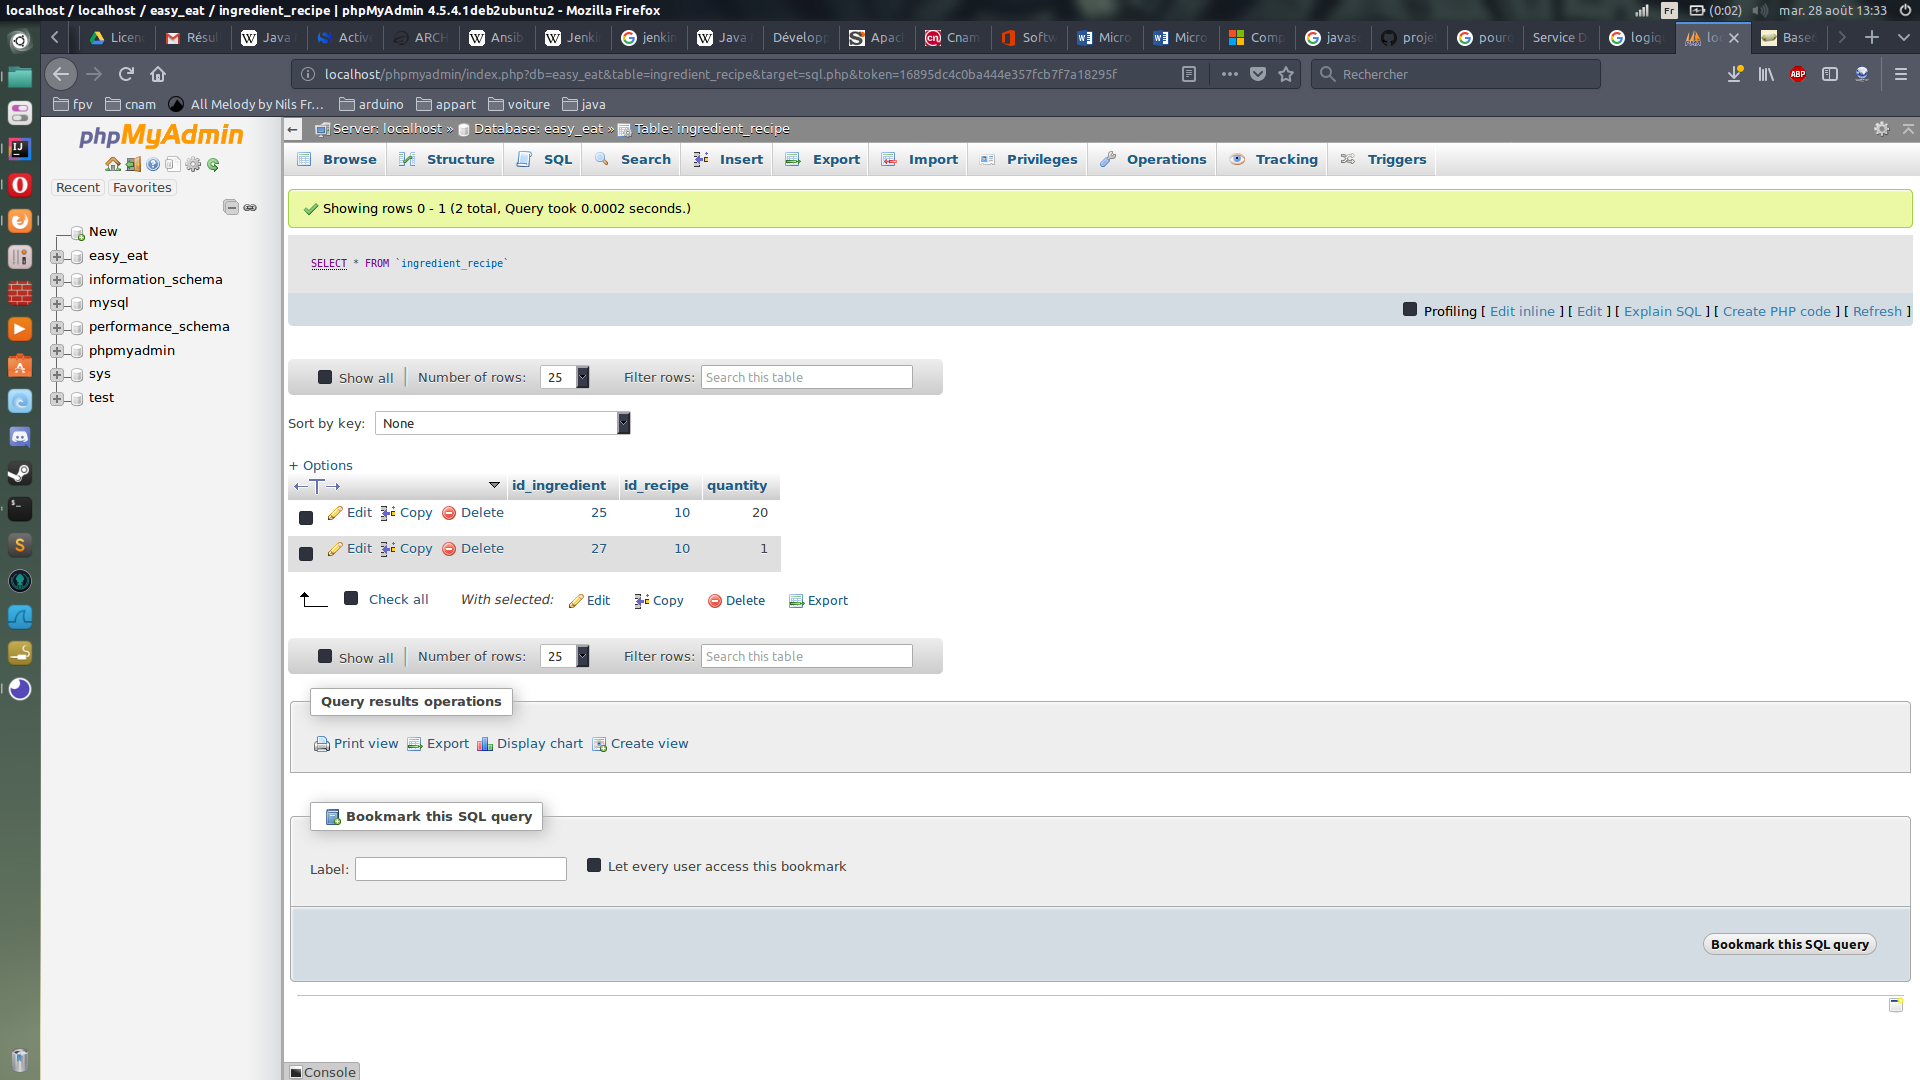 localhost / localhost / easy_eat / ingredient_recipe | phpMyAdmin 4.5.4.1deb2ubuntu2 - Mozilla Firefox
Fr (0:02) mar. 28 août 13:33
Licen Résul Java Active ARCH Ansib Jenki jenkin Java Dévelop Apac Cnam Softw Micro Micro Comp javas proje pourq Service D logiq lo Base
localhost/phpmyadmin/index.php?db=easy_eat&table=ingredient_recipe&target=sql.php&token=16895dc4c0ba444e357fcb7f7a18295f
Rechercher
ABP
fpv cnam All Melody by Nils Fr... arduino appart voiture java
phpMyAdmin
Recent Favorites
New
easy_eat
information_schema
mysql
performance_schema
phpmyadmin
sys
test
Server: localhost » Database: easy_eat » Table: ingredient_recipe
Browse Structure SQL Search Insert Export Import Privileges Operations Tracking Triggers
Showing rows 0 - 1 (2 total, Query took 0.0002 seconds.)
SELECT * FROM `ingredient_recipe`
Profiling [ Edit inline ] [ Edit ] [ Explain SQL ] [ Create PHP code ] [ Refresh ]
Show all Number of rows: 25 Filter rows: Search this table
Sort by key: None
+ Options
id_ingredient id_recipe quantity
Edit Copy Delete 25 10 20
Edit Copy Delete 27 10 1
Check all With selected: Edit Copy Delete Export
Show all Number of rows: 25 Filter rows: Search this table
Query results operations
Print view Export Display chart Create view
Bookmark this SQL query
Label: Let every user access this bookmark
Bookmark this SQL query
Console